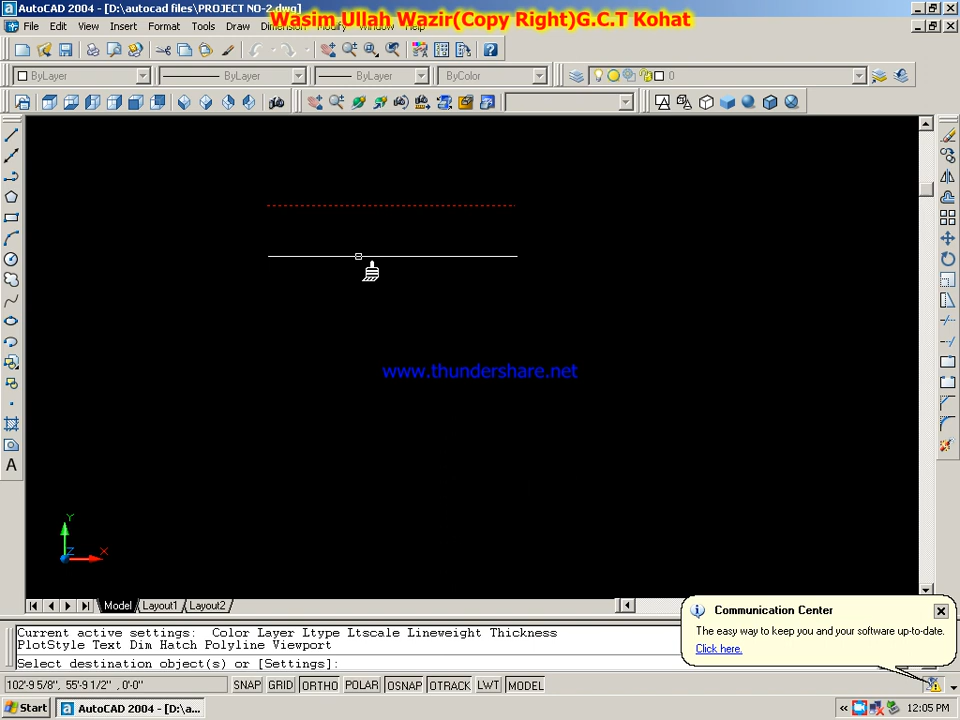 AutoCAD 2004 - [D:\autocad files\PROJECT NO-2.dwg]
Wasim Ullah Wazir(Copy Right)G.C.T Kohat
File Edit View Insert Format Tools Draw Dimension Modify Window Help
ByLayer ByLayer ByLayer ByColor 0
www.thundershare.net
Y
Z X
Model Layout1 Layout2
Communication Center
The easy way to keep you and your software up-to-date.
Click here.
Current active settings: Color Layer Ltype Ltscale Lineweight Thickness
PlotStyle Text Dim Hatch Polyline Viewport
Select destination object(s) or [Settings]:
102'-9 5/8", 55'-9 1/2" , 0'-0" SNAP GRID ORTHO POLAR OSNAP OTRACK LWT MODEL
Start AutoCAD 2004 - [D:\a... 12:05 PM
A